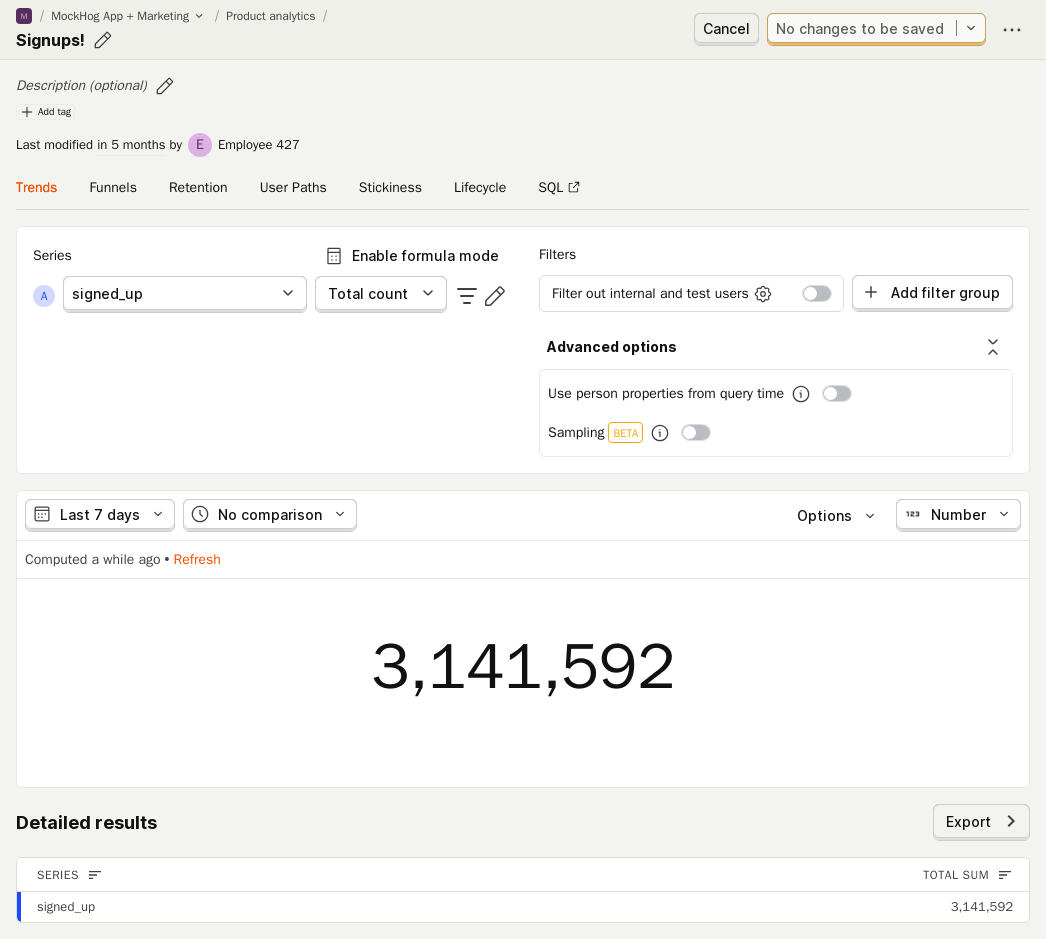 M / MockHog App + Marketing / Product analytics /
Signups!
Cancel
No changes to be saved
Description (optional)
Add tag
Last modified in 5 months by E Employee 427
Trends Funnels Retention User Paths Stickiness Lifecycle SQL
Series
Enable formula mode
A signed_up Total count
Filters
Filter out internal and test users
Add filter group
Advanced options
Use person properties from query time
Sampling BETA
Last 7 days No comparison Options 123 Number
Computed a while ago • Refresh
3,141,592
Detailed results Export
SERIES TOTAL SUM
signed_up 3,141,592